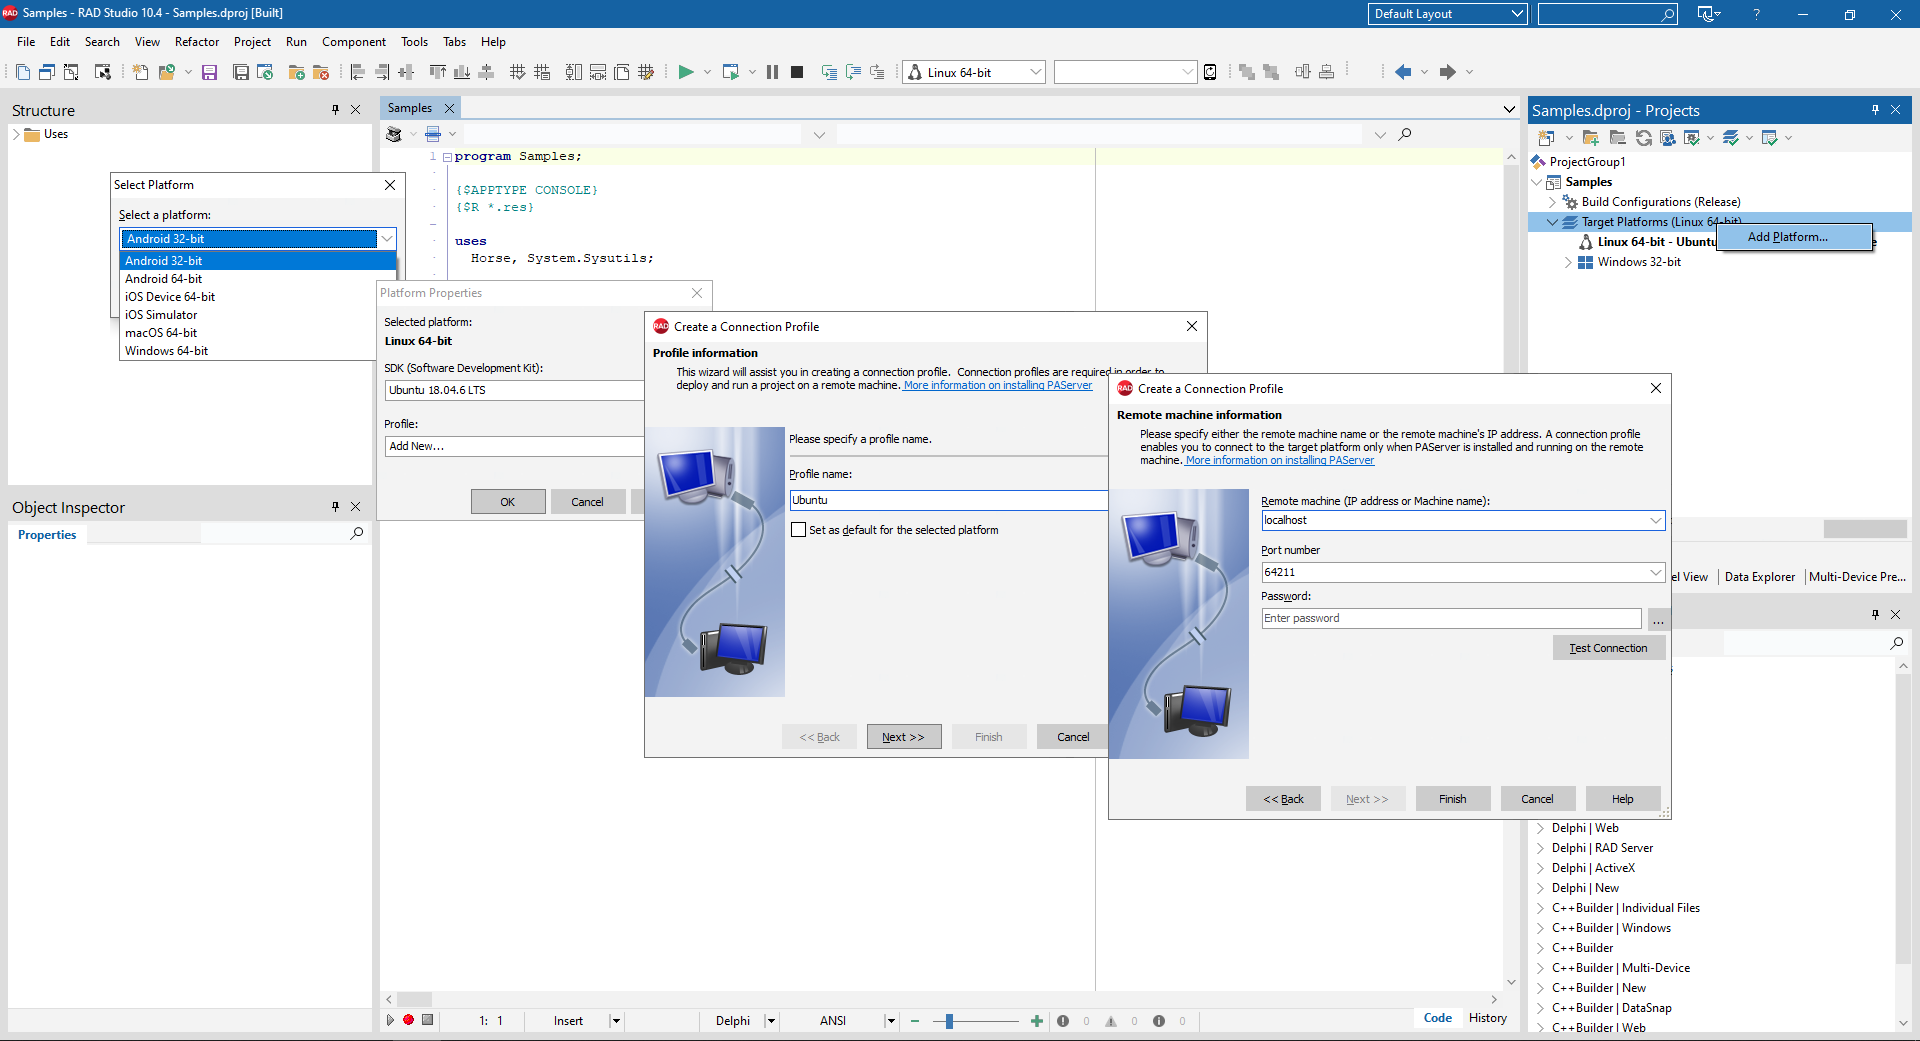 Samples - RAD Studio 10.4 - Samples.dproj [Built]
Default Layout
File Edit Search View Refactor Project Run Component Tools Tabs Help
Linux 64-bit
Structure
Uses
Select Platform
Select a platform:
Android 32-bit
Android 32-bit
Android 64-bit
iOS Device 64-bit
iOS Simulator
macOS 64-bit
Windows 64-bit
Object Inspector
Properties
Samples
1 program Samples;
{$APPTYPE CONSOLE}
{$R *.res}
uses
Horse, System.Sysutils;
Platform Properties
Selected platform:
Linux 64-bit
SDK (Software Development Kit):
Ubuntu 18.04.6 LTS
Profile:
Add New...
OK Cancel
RAD Create a Connection Profile
Profile information
This wizard will assist you in creating a connection profile. Connection profiles are required in order to
deploy and run a project on a remote machine. More information on installing PAServer
Please specify a profile name.
Profile name:
Ubuntu
Set as default for the selected platform
<< Back Next >> Finish Cancel
RAD Create a Connection Profile
Remote machine information
Please specify either the remote machine name or the remote machine's IP address. A connection profile
enables you to connect to the target platform only when PAServer is installed and running on the remote
machine. More information on installing PAServer
Remote machine (IP address or Machine name):
localhost
Port number
64211
Password:
Enter password
...
Test Connection
<< Back Next >> Finish Cancel Help
Samples.dproj - Projects
ProjectGroup1
Samples
Build Configurations (Release)
Target Platforms (Linux 64-bit)
Add Platform...
Linux 64-bit - Ubuntu
Windows 32-bit
el View Data Explorer Multi-Device Pre...
Delphi | Web
Delphi | RAD Server
Delphi | ActiveX
Delphi | New
C++Builder | Individual Files
C++Builder | Windows
C++Builder
C++Builder | Multi-Device
C++Builder | New
C++Builder | DataSnap
C++Builder | Web
1: 1 Insert Delphi ANSI 0 0 0 Code History